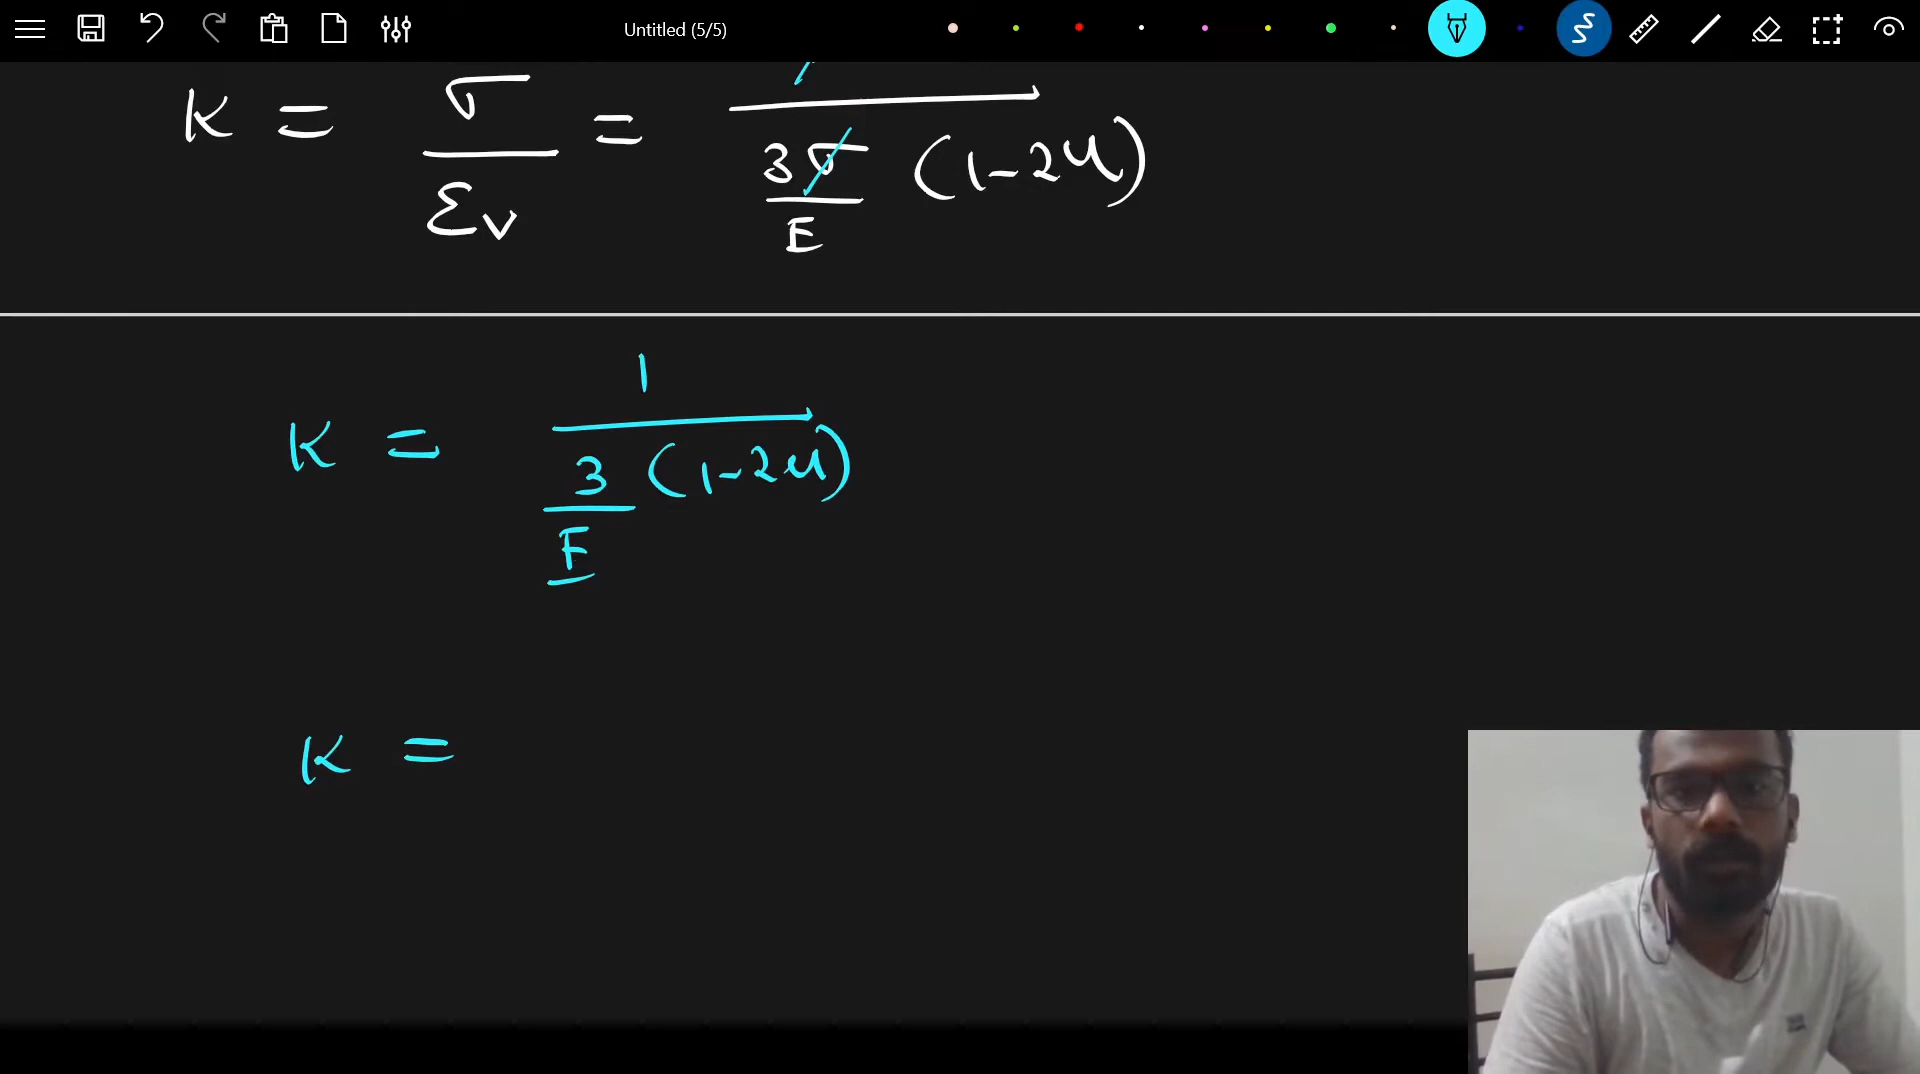 Untitled (5/5)
K = σ / εv = / 3σ/E (1-2μ)
K = 1 / 3/E (1-2μ)
K =